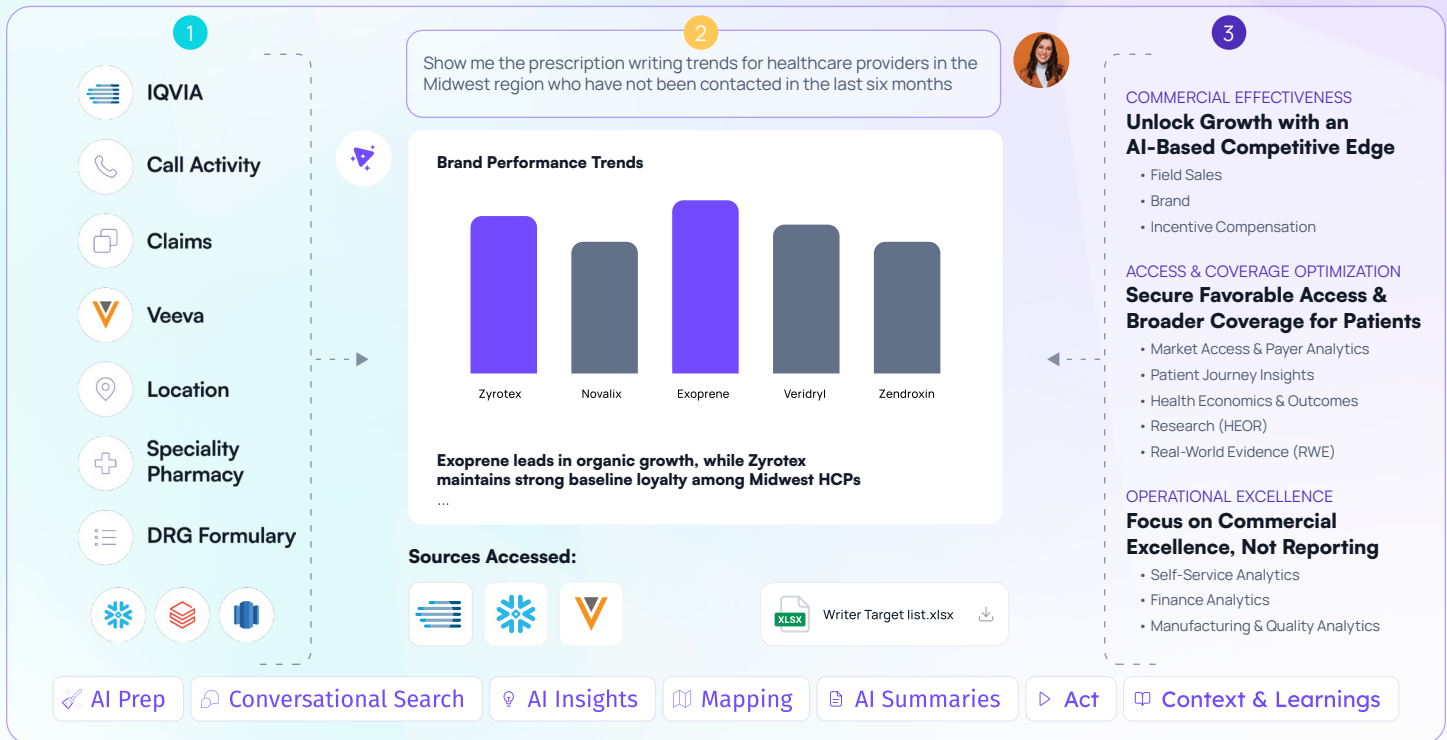 1
IQVIA
Call Activity
Claims
Veeva
Location
Speciality
Pharmacy
DRG Formulary
2
Show me the prescription writing trends for healthcare providers in the
Midwest region who have not been contacted in the last six months
Brand Performance Trends
Zyrotex
Novalix
Exoprene
Veridryl
Zendroxin
Exoprene leads in organic growth, while Zyrotex
maintains strong baseline loyalty among Midwest HCPs
...
Sources Accessed:
XLSX
Writer Target list.xlsx
3
COMMERCIAL EFFECTIVENESS
Unlock Growth with an
AI-Based Competitive Edge
• Field Sales
• Brand
• Incentive Compensation
ACCESS & COVERAGE OPTIMIZATION
Secure Favorable Access &
Broader Coverage for Patients
• Market Access & Payer Analytics
• Patient Journey Insights
• Health Economics & Outcomes
• Research (HEOR)
• Real-World Evidence (RWE)
OPERATIONAL EXCELLENCE
Focus on Commercial
Excellence, Not Reporting
• Self-Service Analytics
• Finance Analytics
• Manufacturing & Quality Analytics
AI Prep
Conversational Search
AI Insights
Mapping
AI Summaries
Act
Context & Learnings